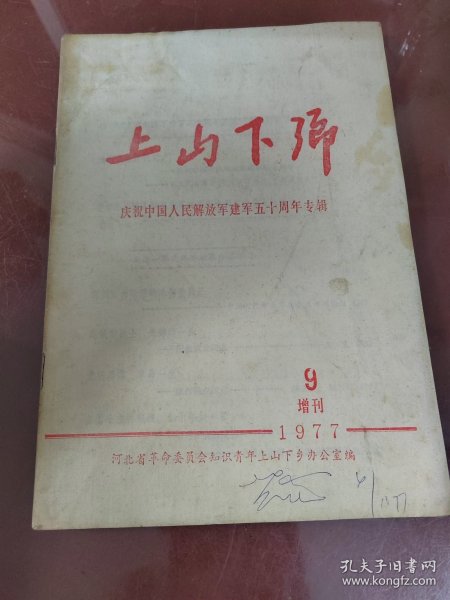 上山下乡
庆祝中国人民解放军建军五十周年专辑
9
增刊
1977
河北省革命委员会知识青年上山下乡办公室编
孔夫子旧书网
www.kongfz.com